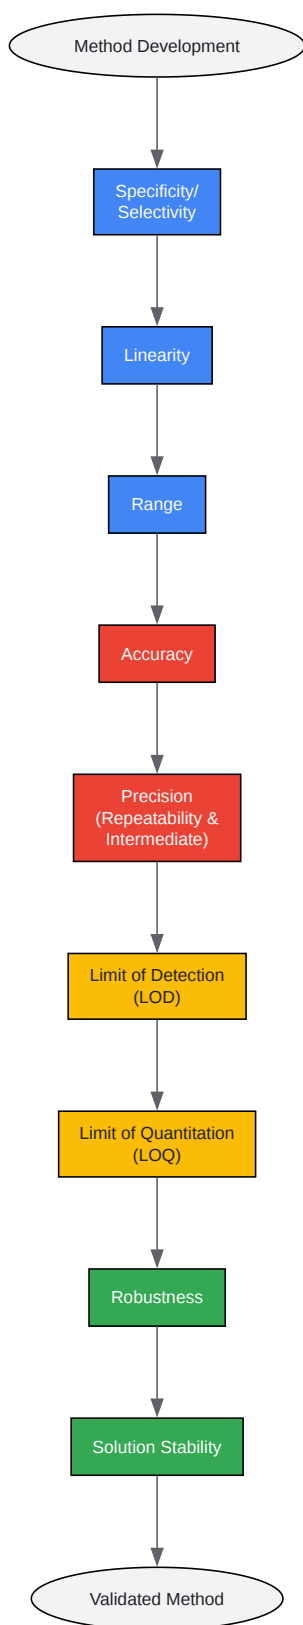 Method Development
Specificity/
Selectivity
Linearity
Range
Accuracy
Precision
(Repeatability &
Intermediate)
Limit of Detection
(LOD)
Limit of Quantitation
(LOQ)
Robustness
Solution Stability
Validated Method